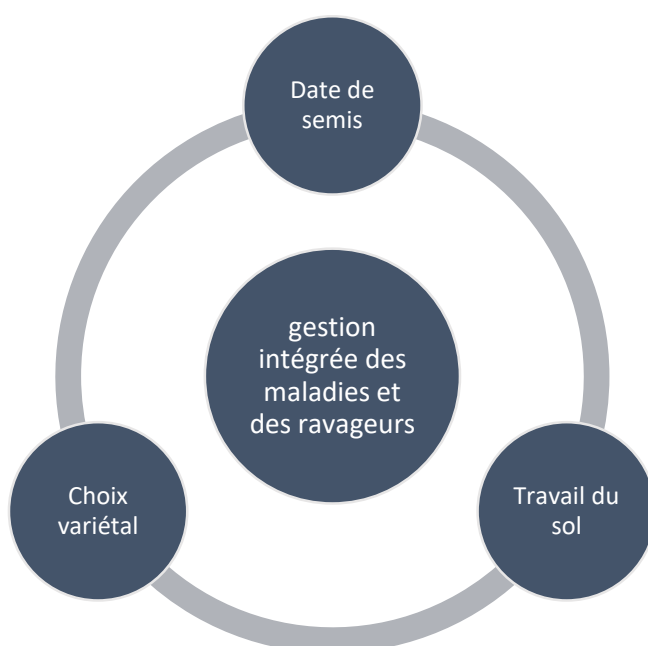 Date de
semis
gestion
intégrée des
maladies et
des ravageurs
Choix
variétal
Travail du
sol